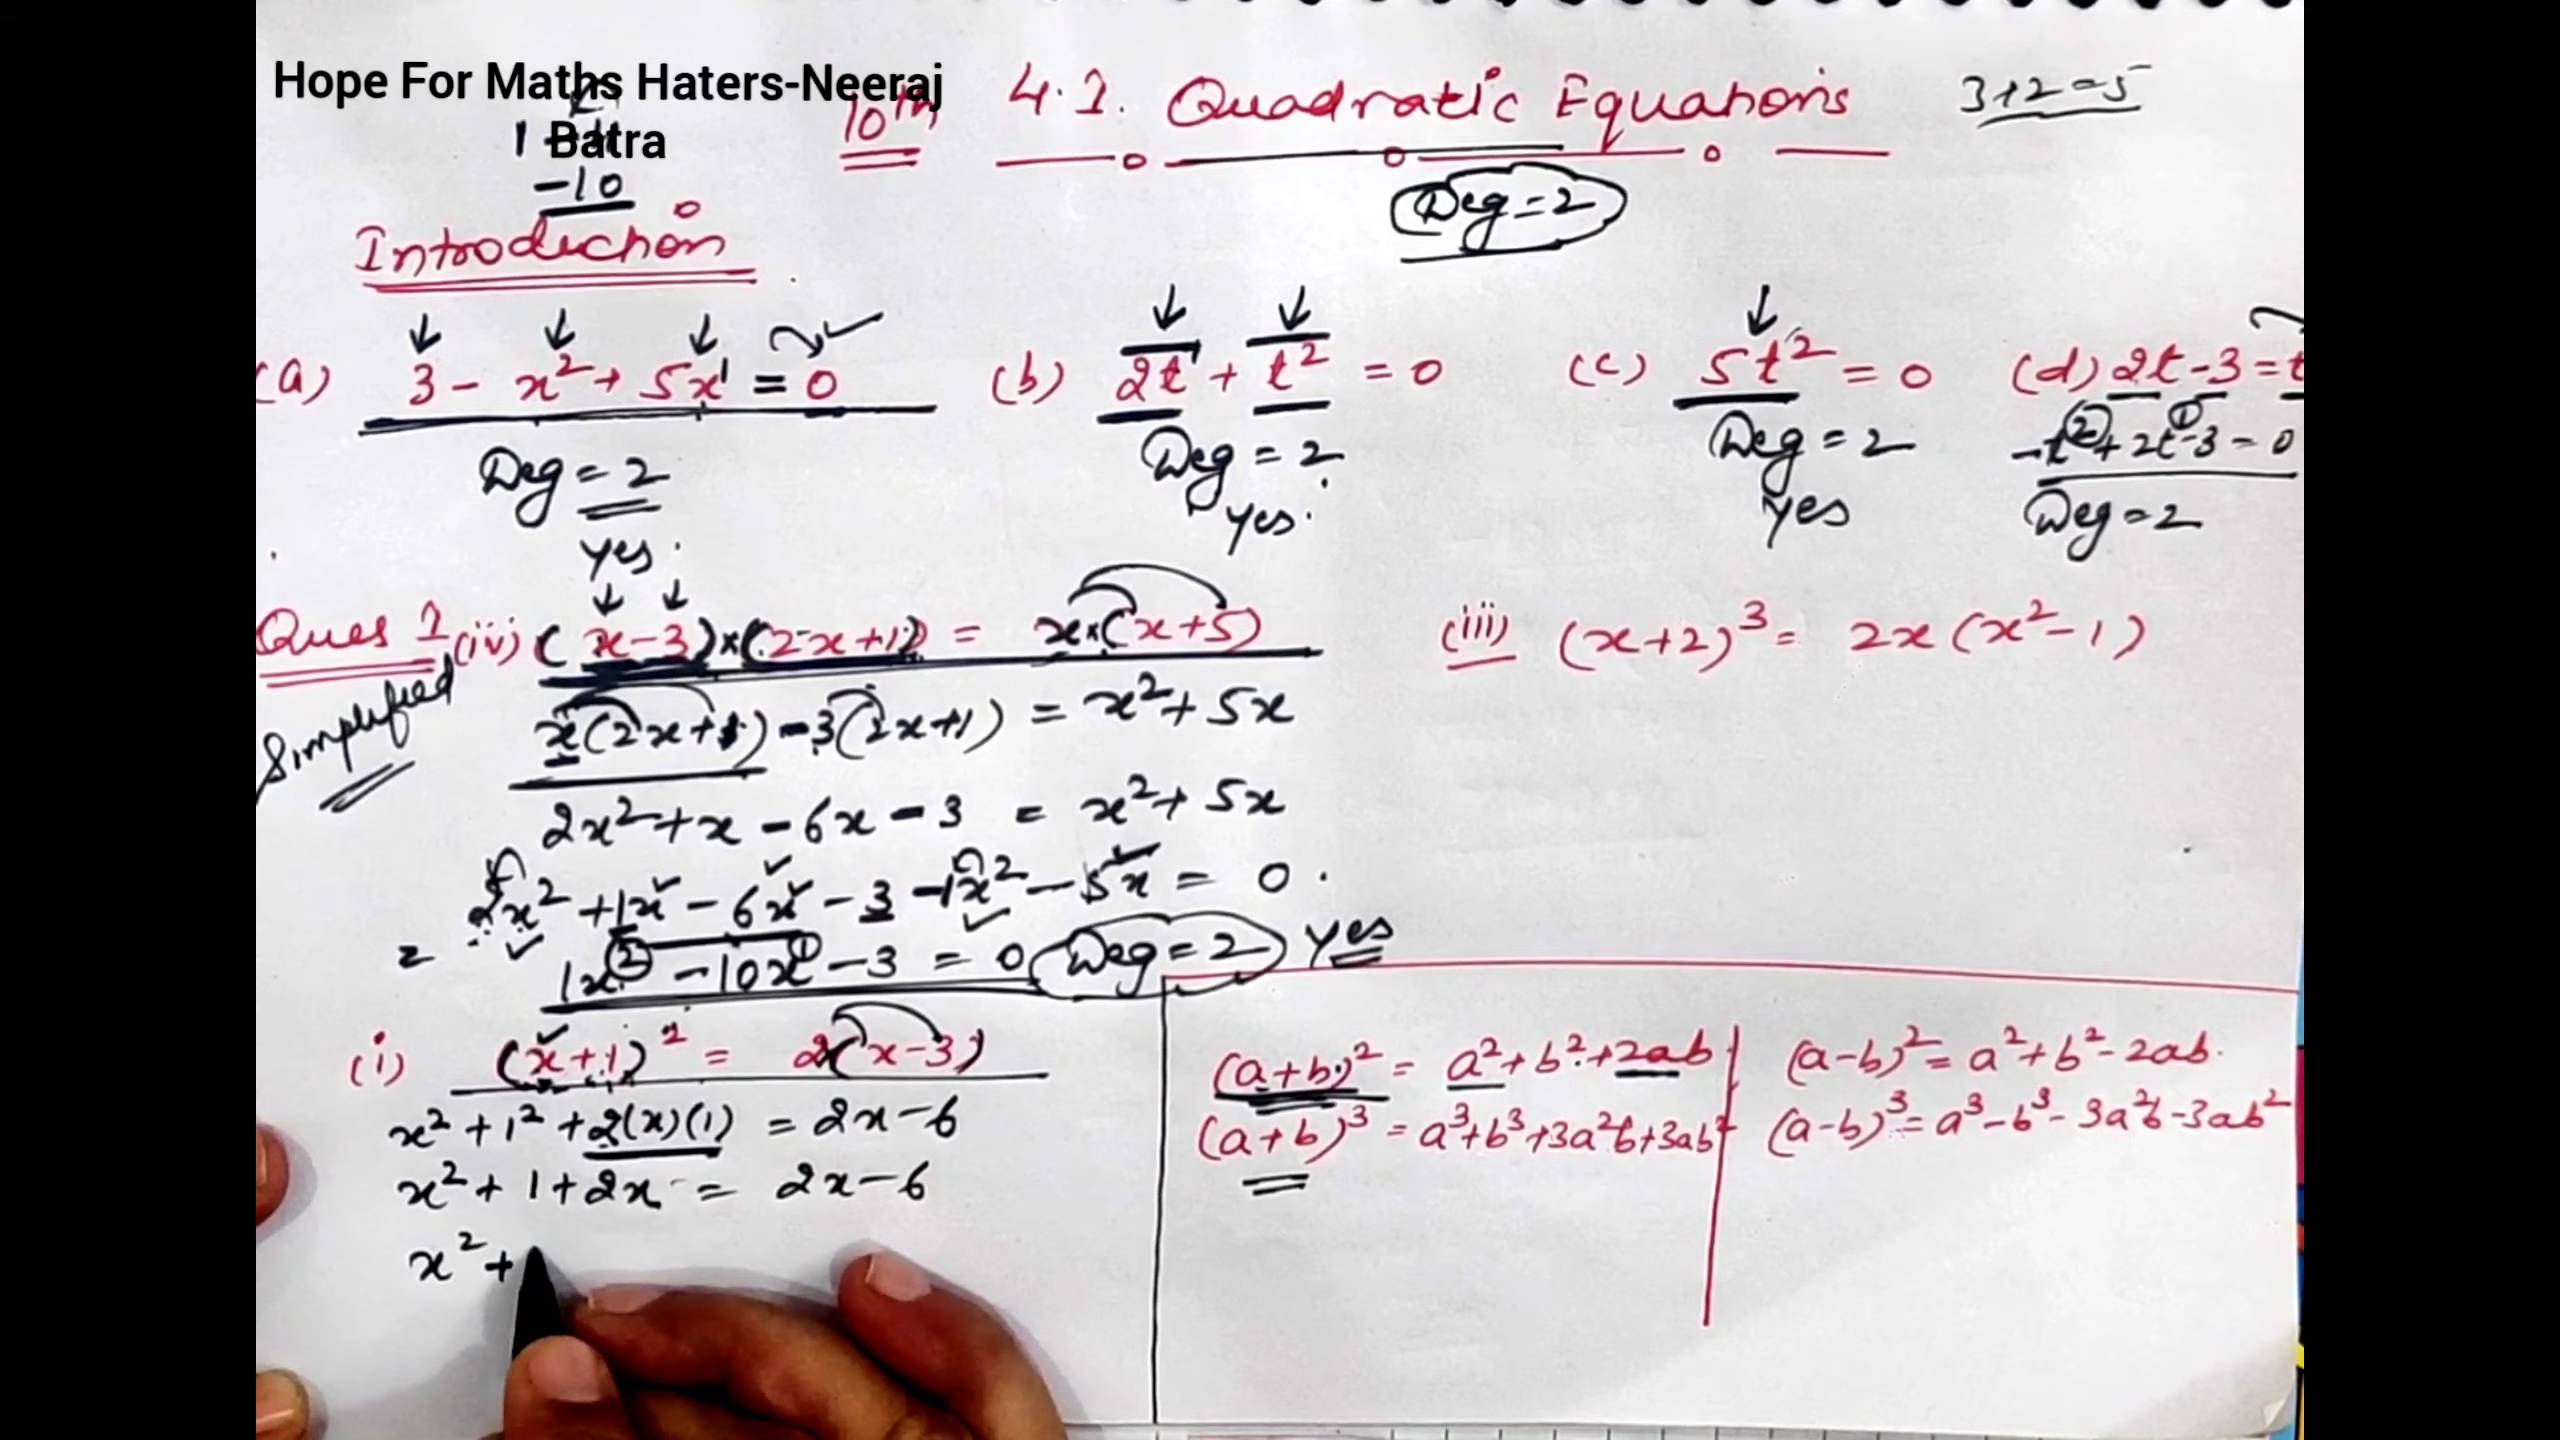 Hope For Maths Haters-Neeraj Batra
10th 4.1. Quadratic Equations 3+2=5
-10
Deg = 2
Introduction
(a) 3 - x² + 5x¹ = 0
(b) 2t¹ + t² = 0
(c) 5t² = 0
(d) 2t - 3 = t
Deg = 2
yes.
Deg = 2
yes.
Deg = 2
yes
-t² + 2t¹ - 3 = 0
Deg = 2
Ques 1 (iv) (x-3)×(2x+1) = x×(x+5)
Simplified
x(2x+1) - 3(2x+1) = x² + 5x
2x² + x - 6x - 3 = x² + 5x
2x² + 1x - 6x - 3 - 1x² - 5x = 0.
= 1x² - 10x¹ - 3 = 0 Deg = 2 yes
(iii) (x+2)³ = 2x(x²-1)
(i) (x+1)² = 2(x-3)
x² + 1² + 2(x)(1) = 2x - 6
x² + 1 + 2x = 2x - 6
x² +
(a+b)² = a² + b² + 2ab
(a+b)³ = a³+b³+3a²b+3ab²
(a-b)² = a² + b² - 2ab.
(a-b)³ = a³ - b³ - 3a²b - 3ab²